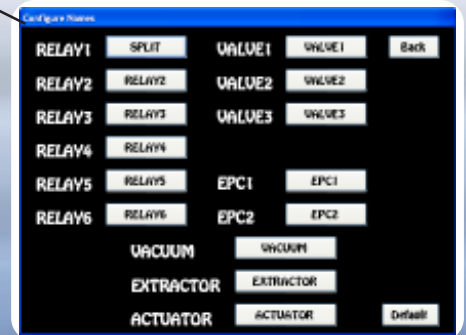 Configure Names
RELAY1 SPLIT VALVE1 VALVE1 Back
RELAY2 RELAY2 VALVE2 VALVE2
RELAY3 RELAY3 VALVE3 VALVE3
RELAY4 RELAY4
RELAY5 RELAY5 EPC1 EPC1
RELAY6 RELAY6 EPC2 EPC2
VACUUM VACUUM
EXTRACTOR EXTRACTOR
ACTUATOR ACTUATOR Default